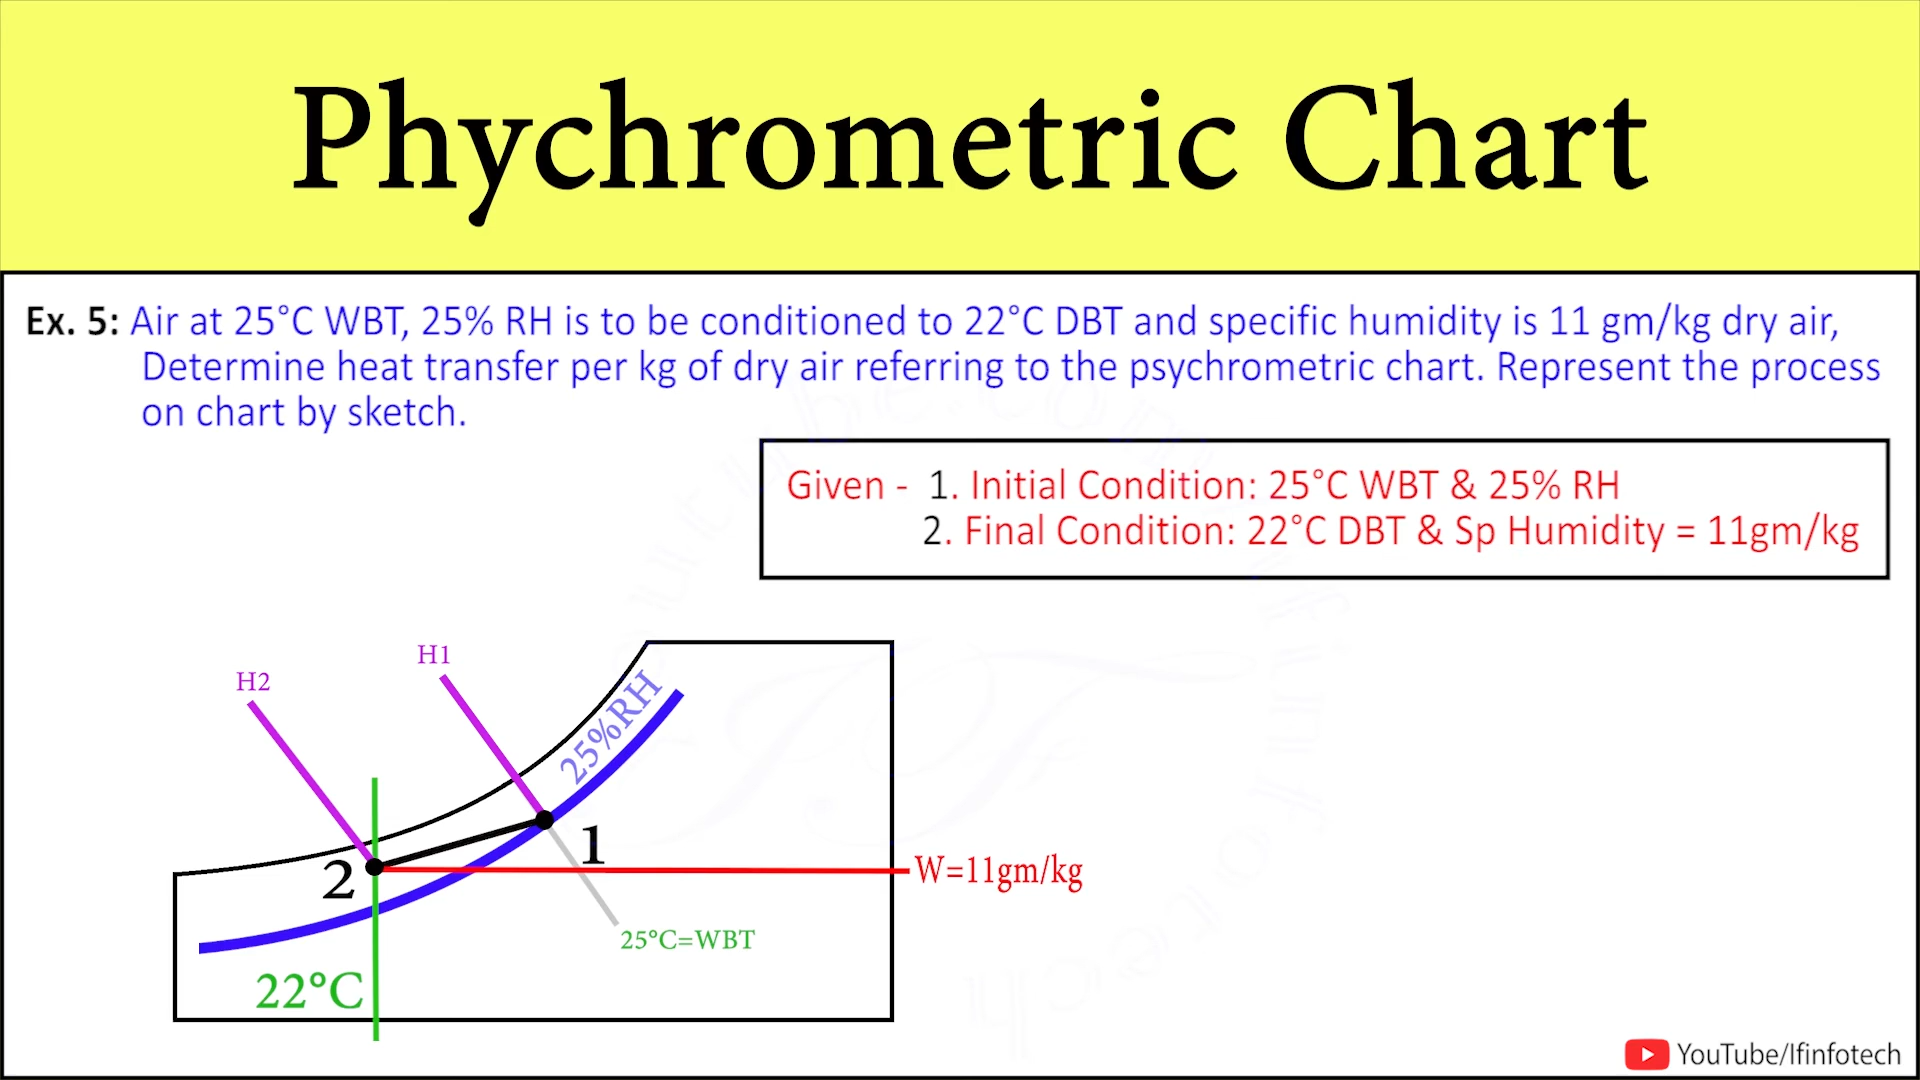 Phychrometric Chart
Ex. 5: Air at 25°C WBT, 25% RH is to be conditioned to 22°C DBT and specific humidity is 11 gm/kg dry air,
Determine heat transfer per kg of dry air referring to the psychrometric chart. Represent the process
on chart by sketch.
Given - 1. Initial Condition: 25°C WBT & 25% RH
2. Final Condition: 22°C DBT & Sp Humidity = 11gm/kg
H1
H2
25%RH
1
2
W=11gm/kg
25°C=WBT
22°C
YouTube/lfinfotech